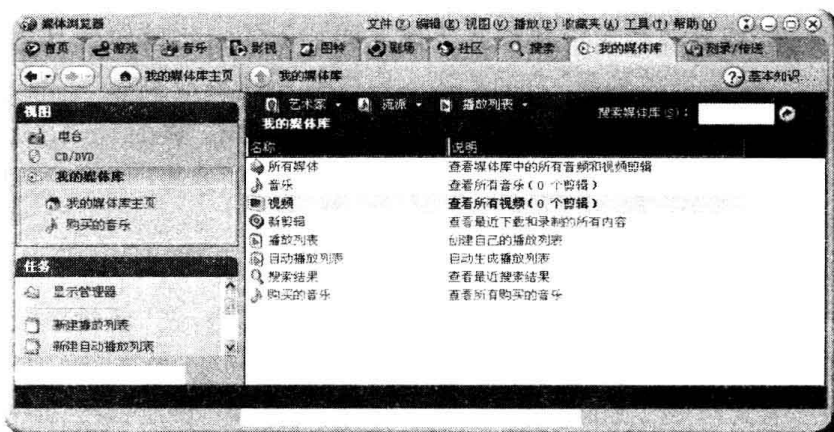 媒体浏览器 文件(F) 编辑(E) 视图(V) 播放(P) 收藏夹(A) 工具(T) 帮助(H)
首页 游戏 音乐 影视 图铃 剧场 社区 搜索 我的媒体库 刻录/传送
我的媒体库主页 我的媒体库 基本知识
视图
电台
CD/DVD
我的媒体库
我的媒体库主页
购买的音乐
任务
显示管理器
新建播放列表
新建自动播放列表
艺术家 流派 播放列表 搜索媒体库(S):
我的媒体库
名称 说明
所有媒体 查看媒体库中的所有音频和视频剪辑
音乐 查看所有音乐(0 个剪辑)
视频 查看所有视频(0 个剪辑)
新剪辑 查看最近下载和录制的所有内容
播放列表 创建自己的播放列表
自动播放列表 自动生成播放列表
搜索结果 查看最近搜索结果
购买的音乐 查看所有购买的音乐